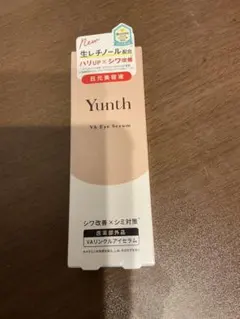 New
生レチノール配合
ハリUP×シワ改善
目元美容液
Yunth
VA Eye Serum
シワ改善×シミ対策
医薬部外品
VAリンクルアイセラム